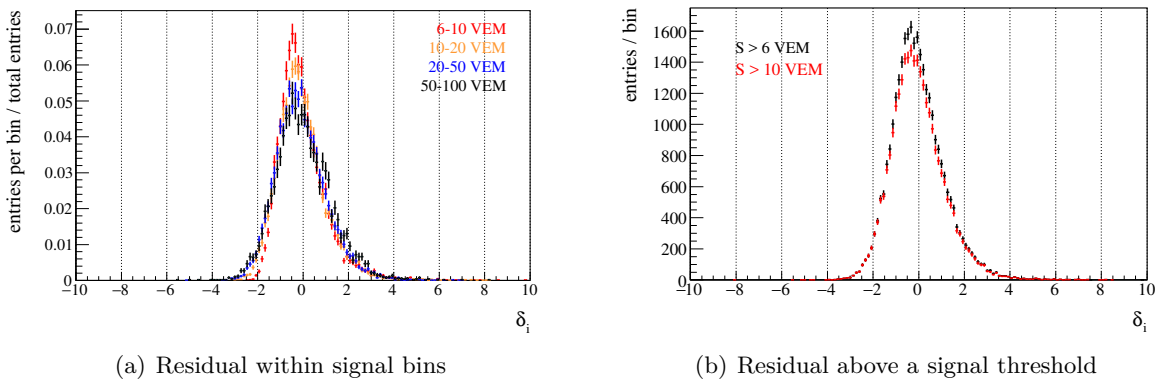 entries per bin / total entries
0.07
0.06
0.05
0.04
0.03
0.02
0.01
0
−10 −8 −6 −4 −2 0 2 4 6 8 10
δi
6-10 VEM
10-20 VEM
20-50 VEM
50-100 VEM
(a) Residual within signal bins
entries / bin
1600
1400
1200
1000
800
600
400
200
0
−10 −8 −6 −4 −2 0 2 4 6 8 10
δi
S > 6 VEM
S > 10 VEM
(b) Residual above a signal threshold